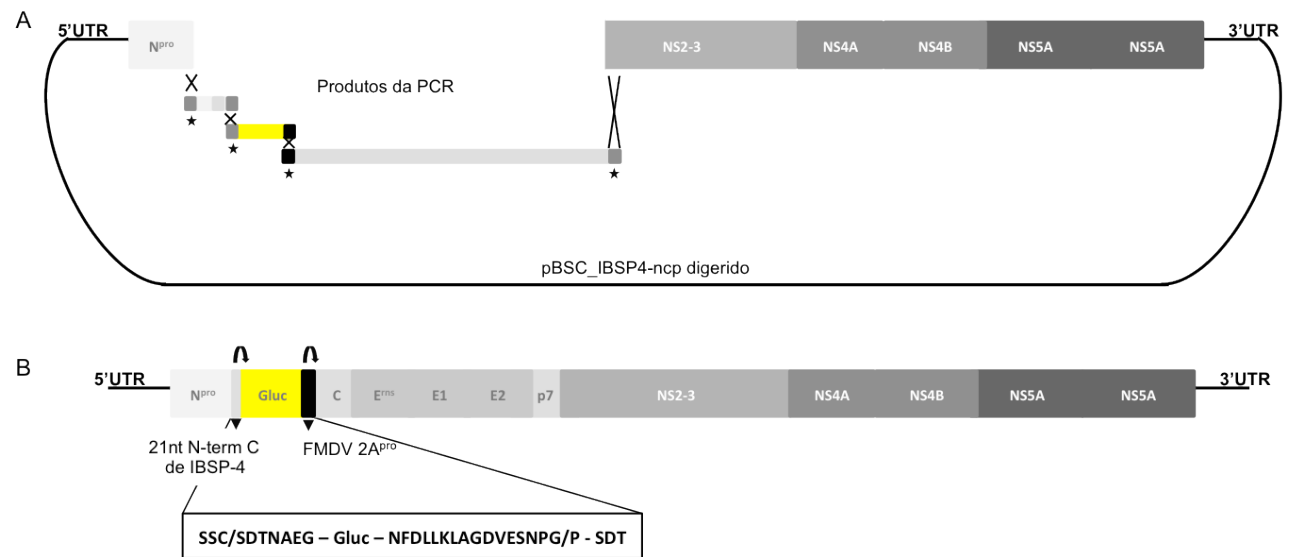 A
5'UTR
3'UTR
Npro
NS2-3 NS4A NS4B NS5A NS5A
Produtos da PCR
pBSC_IBSP4-ncp digerido
B
5'UTR
3'UTR
Npro Gluc C Erns E1 E2 p7 NS2-3 NS4A NS4B NS5A NS5A
21nt N-term C
de IBSP-4
FMDV 2Apro
SSC/SDTNAEG – Gluc – NFDLLKLAGDVESNPG/P - SDT